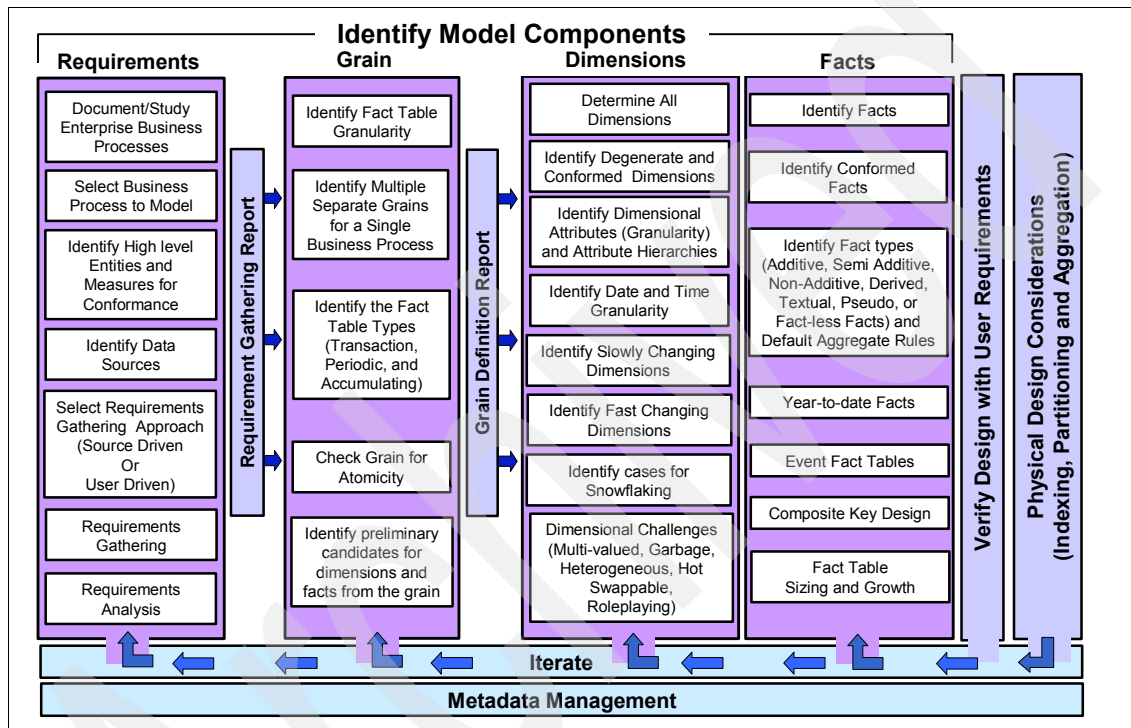 Identify Model Components
Requirements
Document/Study
Enterprise Business
Processes
Select Business
Process to Model
Identify High level
Entities and
Measures for
Conformance
Identify Data
Sources
Select Requirements
Gathering Approach
(Source Driven
Or
User Driven)
Requirements
Gathering
Requirements
Analysis
Requirement Gathering Report
Grain
Identify Fact Table
Granularity
Identify Multiple
Separate Grains
for a Single
Business Process
Identify the Fact
Table Types
(Transaction,
Periodic, and
Accumulating)
Check Grain for
Atomicity
Identify preliminary
candidates for
dimensions and
facts from the grain
Grain Definition Report
Dimensions
Determine All
Dimensions
Identify Degenerate and
Conformed Dimensions
Identify Dimensional
Attributes (Granularity)
and Attribute Hierarchies
Identify Date and Time
Granularity
Identify Slowly Changing
Dimensions
Identify Fast Changing
Dimensions
Identify cases for
Snowflaking
Dimensional Challenges
(Multi-valued, Garbage,
Heterogeneous, Hot
Swappable,
Roleplaying)
Facts
Identify Facts
Identify Conformed
Facts
Identify Fact types
(Additive, Semi Additive,
Non-Additive, Derived,
Textual, Pseudo, or
Fact-less Facts) and
Default Aggregate Rules
Year-to-date Facts
Event Fact Tables
Composite Key Design
Fact Table
Sizing and Growth
Verify Design with User Requirements
Physical Design Considerations
(Indexing, Partitioning and Aggregation)
Iterate
Metadata Management